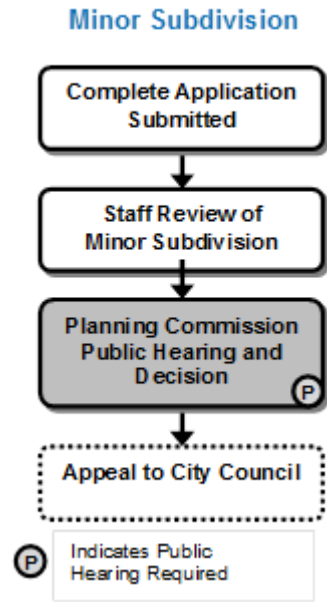 Minor Subdivision
Complete Application
Submitted
Staff Review of
Minor Subdivision
Planning Commission
Public Hearing and
Decision
P
Appeal to City Council
P
Indicates Public
Hearing Required